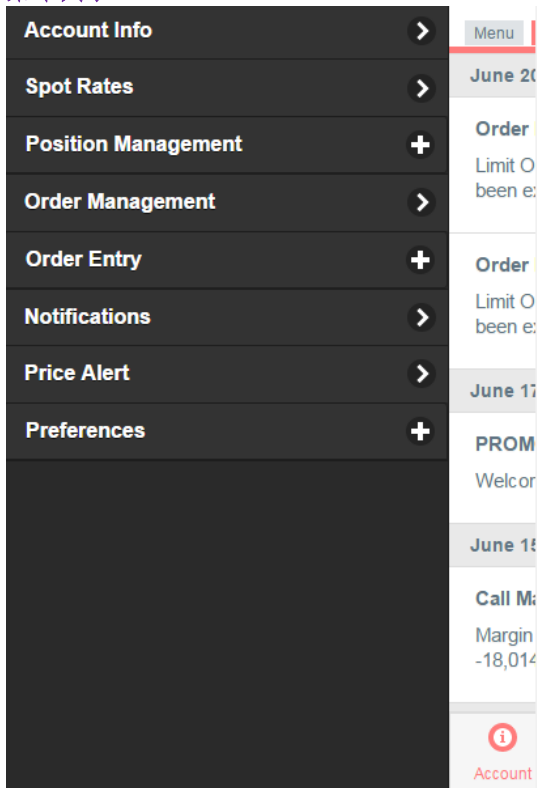 Account Info
Spot Rates
Position Management
Order Management
Order Entry
Notifications
Price Alert
Preferences
Menu
June 20
Order
Limit O
been e
Order
Limit O
been e
June 17
PROM
Welcor
June 15
Call Ma
Margin
-18,014
Account